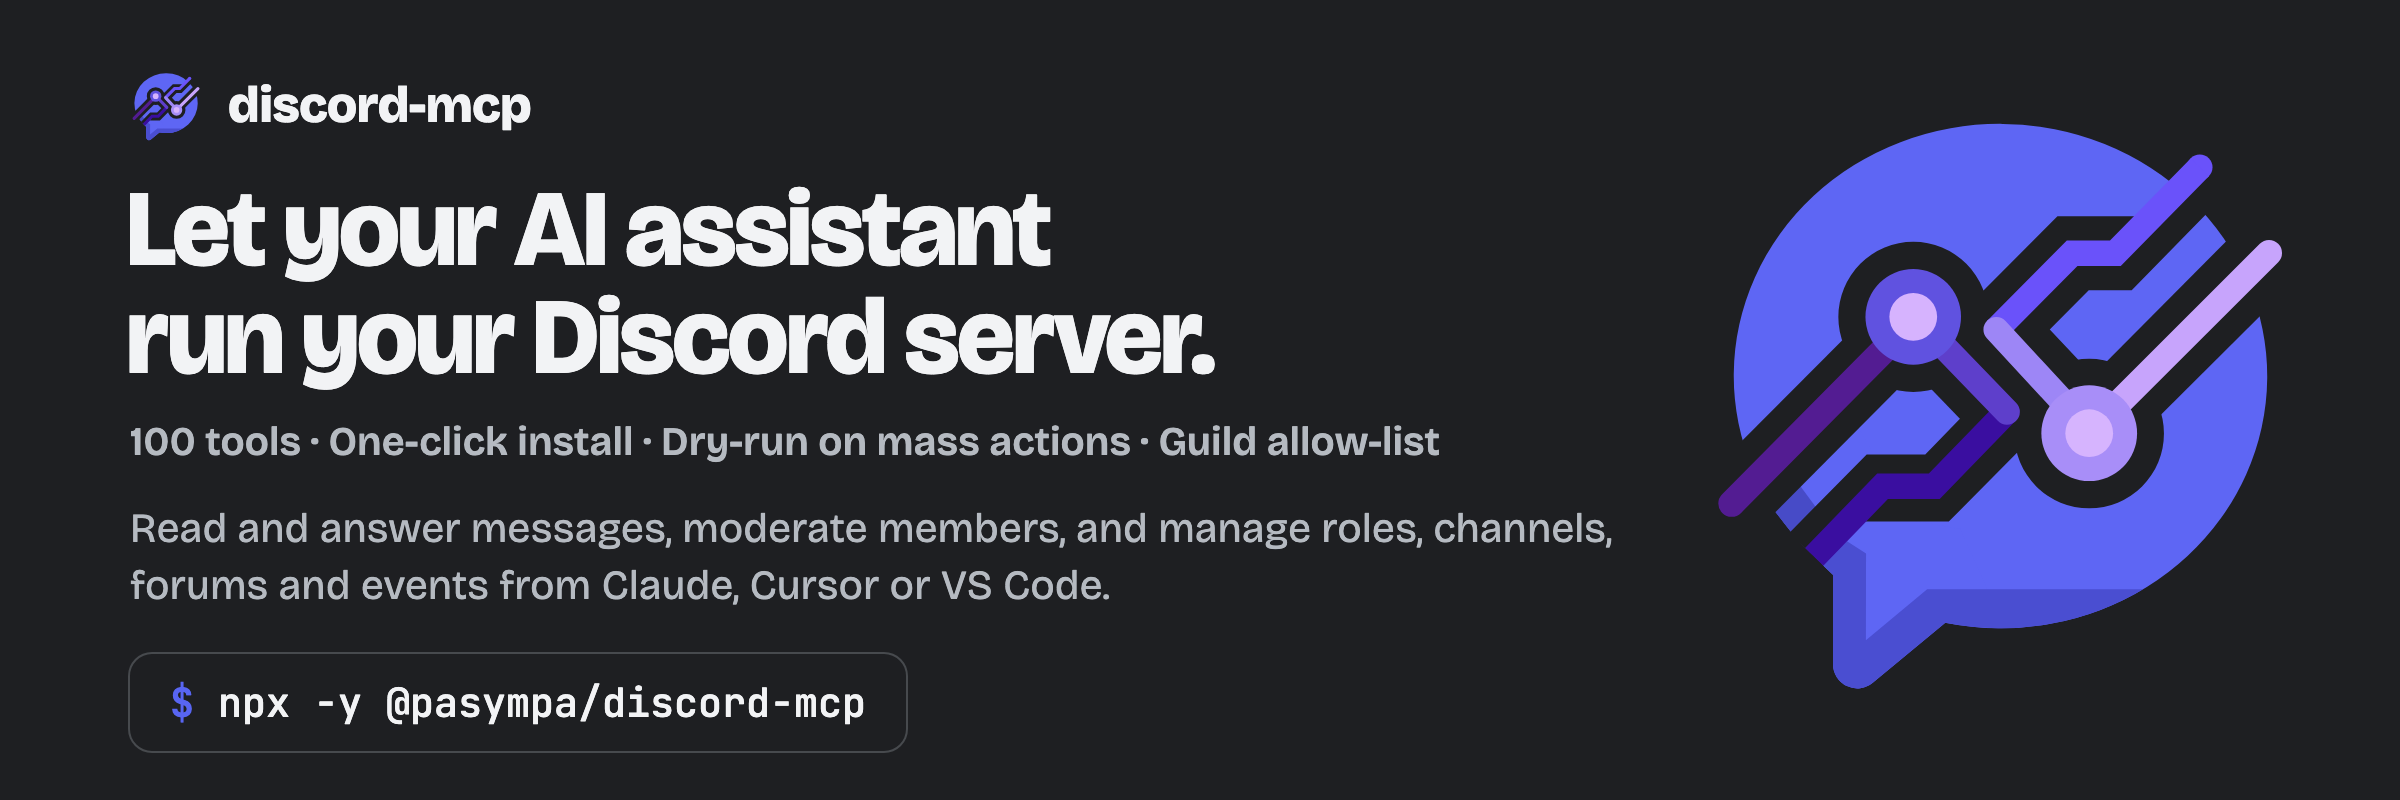 discord-mcp
Let your AI assistant
run your Discord server.
100 tools · One-click install · Dry-run on mass actions · Guild allow-list
Read and answer messages, moderate members, and manage roles, channels,
forums and events from Claude, Cursor or VS Code.
$ npx -y @pasympa/discord-mcp